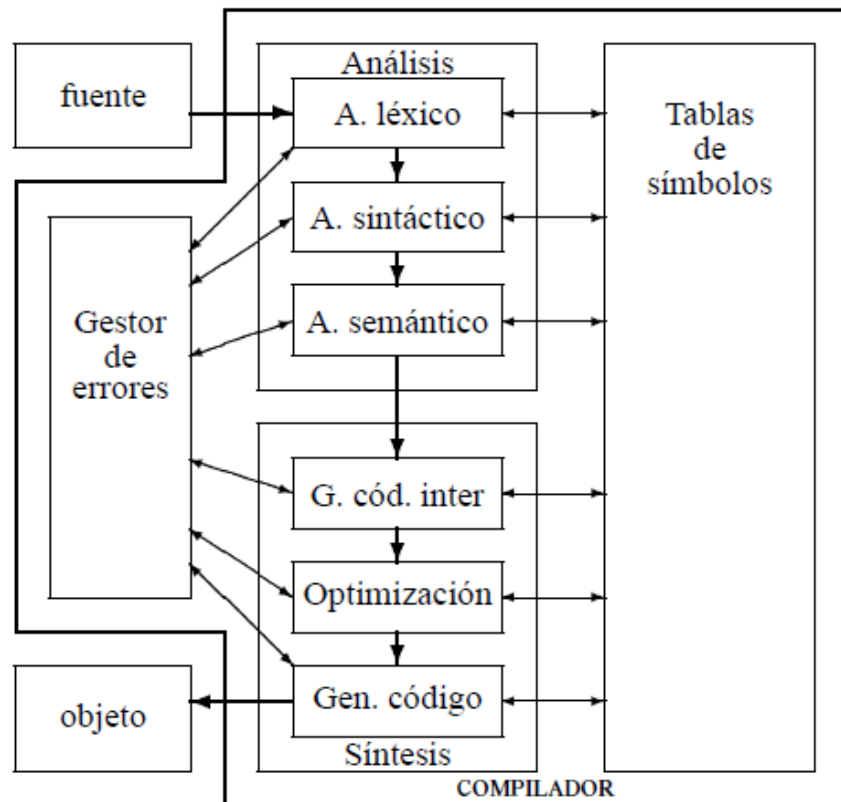 Análisis
fuente
A. léxico
Tablas
de
símbolos
A. sintáctico
Gestor
de
errores
A. semántico
G. cód. inter
Optimización
Gen. código
objeto
Síntesis
COMPILADOR